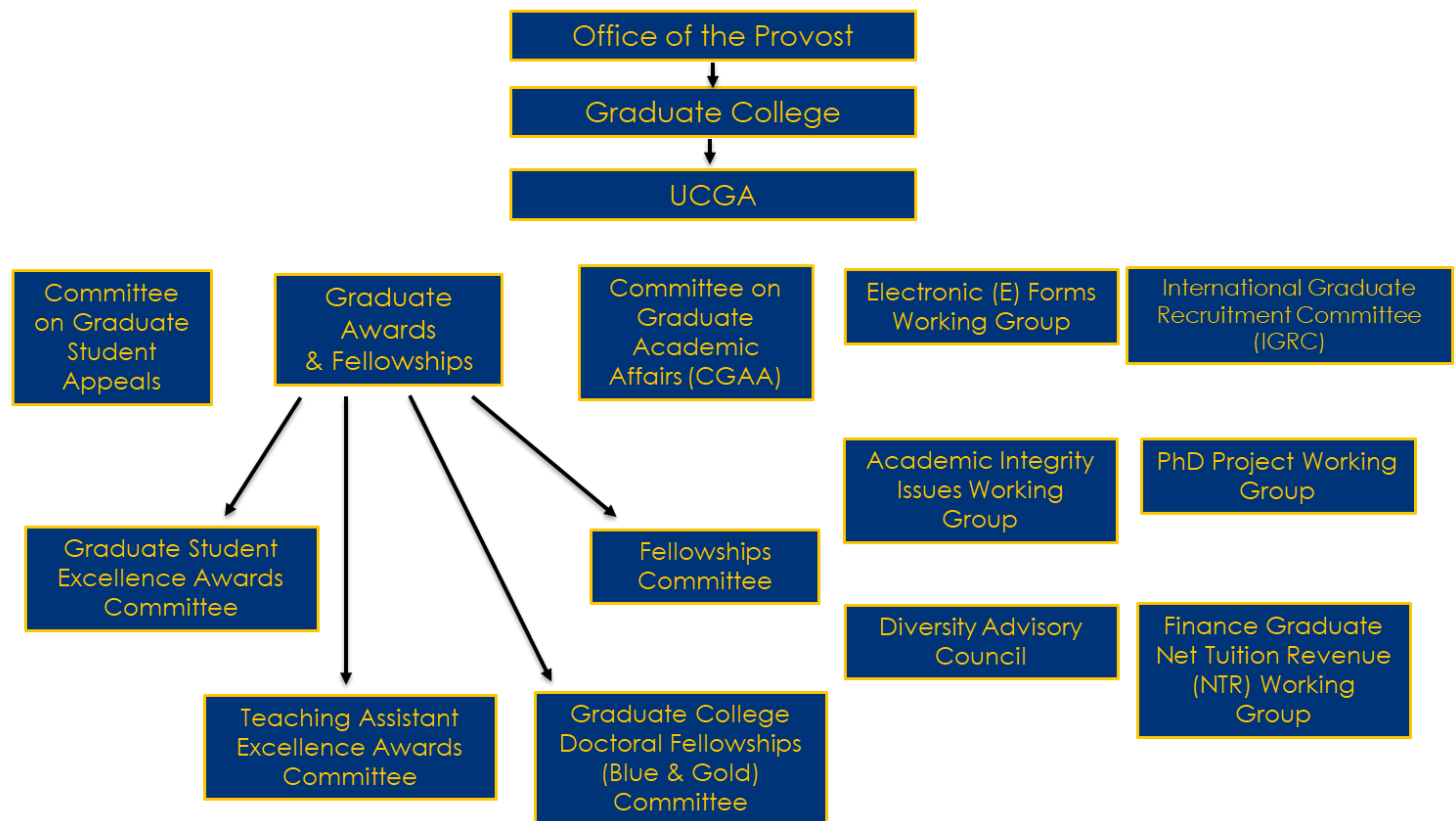 Office of the Provost
Graduate College
UCGA
Committee
on Graduate
Student
Appeals
Graduate
Awards
& Fellowships
Committee on
Graduate
Academic
Affairs (CGAA)
Electronic (E) Forms
Working Group
International Graduate
Recruitment Committee
(IGRC)
Academic Integrity
Issues Working
Group
PhD Project Working
Group
Graduate Student
Excellence Awards
Committee
Fellowships
Committee
Diversity Advisory
Council
Finance Graduate
Net Tuition Revenue
(NTR) Working
Group
Teaching Assistant
Excellence Awards
Committee
Graduate College
Doctoral Fellowships
(Blue & Gold)
Committee